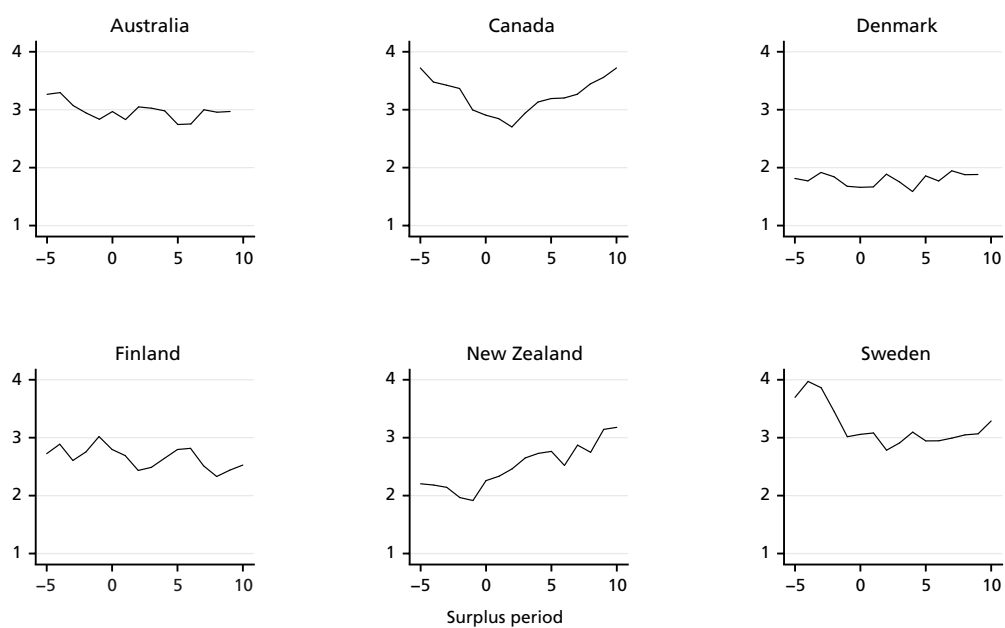 Australia Canada Denmark
4 4 4
3 3 3
2 2 2
1 1 1
−5 0 5 10 −5 0 5 10 −5 0 5 10
Finland New Zealand Sweden
4 4 4
3 3 3
2 2 2
1 1 1
−5 0 5 10 −5 0 5 10 −5 0 5 10
Surplus period